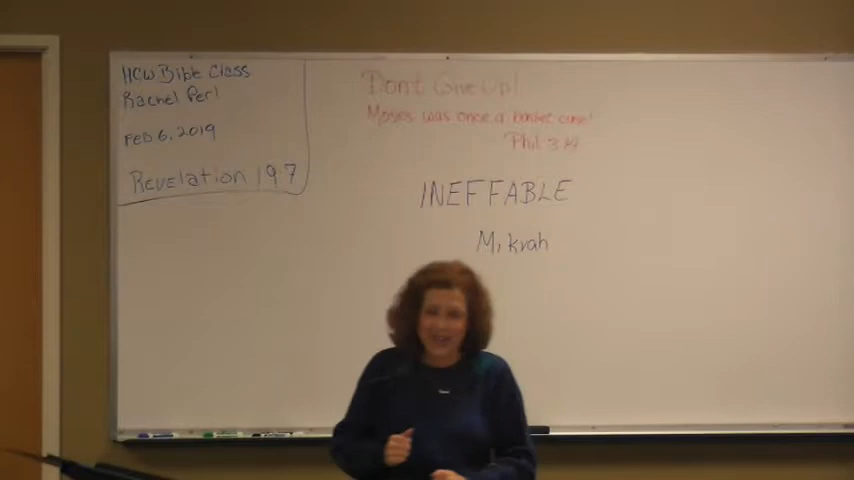 HCW Bible Class
Rachel Perl
Feb 6, 2019
Revelation 19:7
Don't Give Up!
Moses was once a basket case!
Phil 3:
INEFFABLE
Mikvah